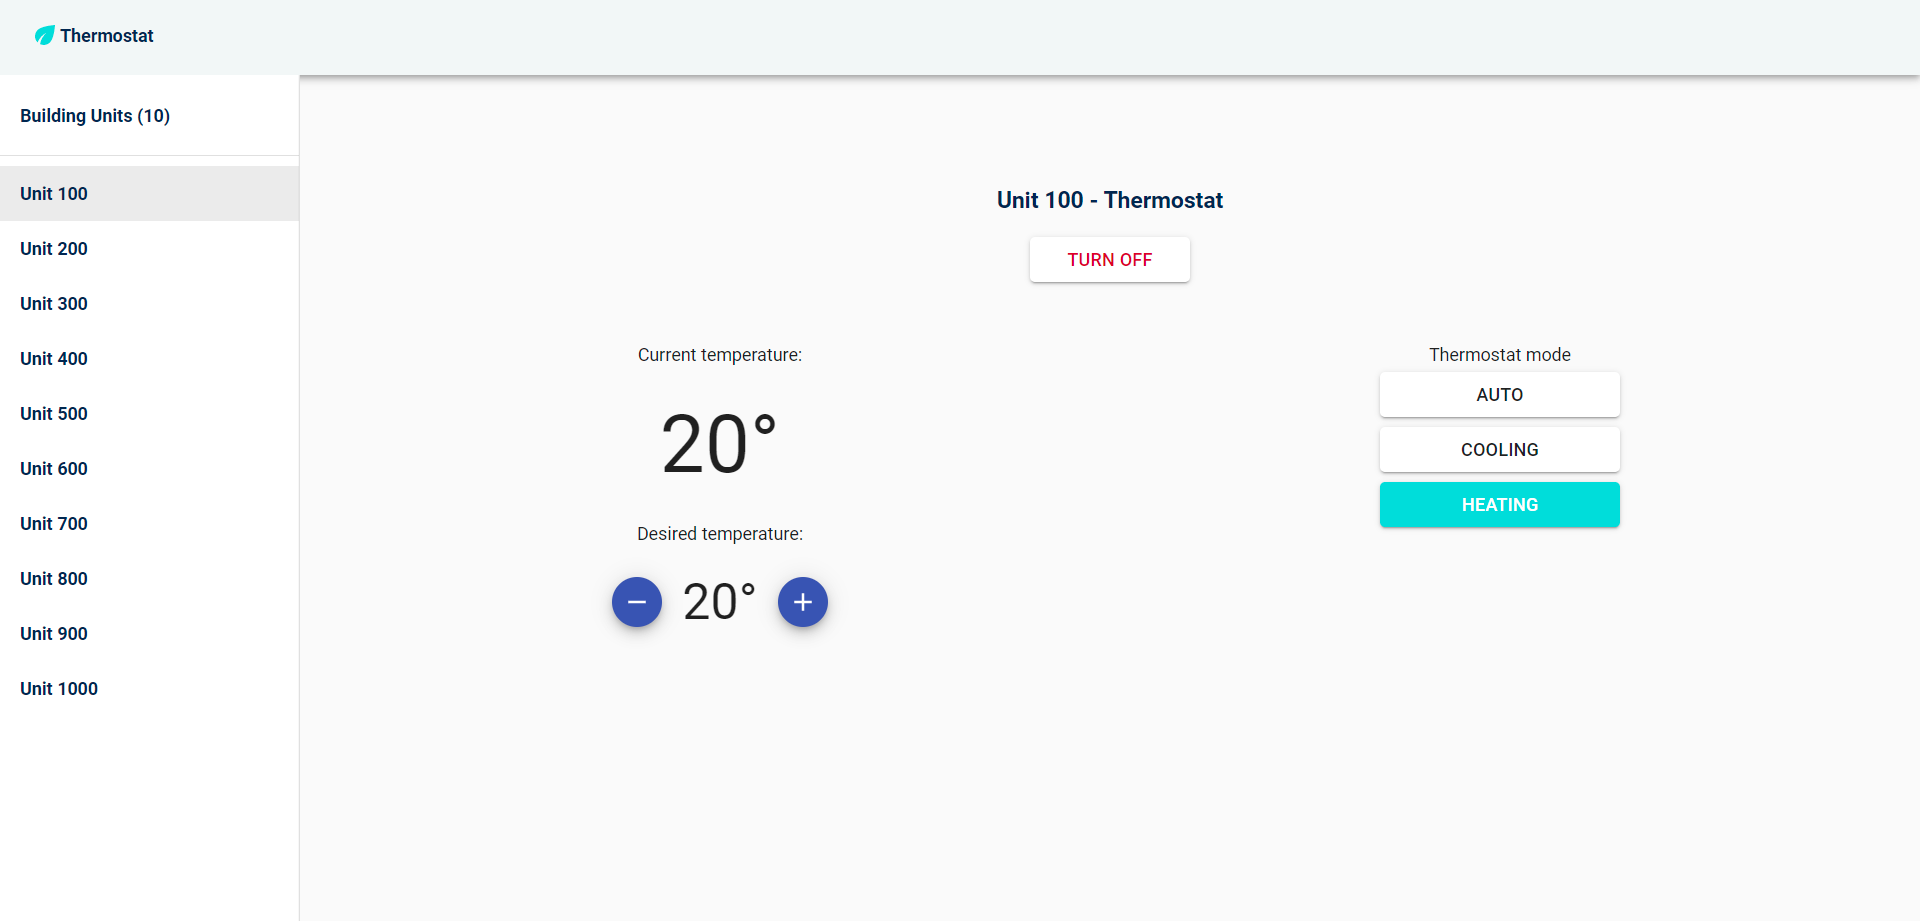 Thermostat
Building Units (10)
Unit 100
Unit 200
Unit 300
Unit 400
Unit 500
Unit 600
Unit 700
Unit 800
Unit 900
Unit 1000
Unit 100 - Thermostat
TURN OFF
Current temperature:
20°
Desired temperature:
− 20° +
Thermostat mode
AUTO
COOLING
HEATING